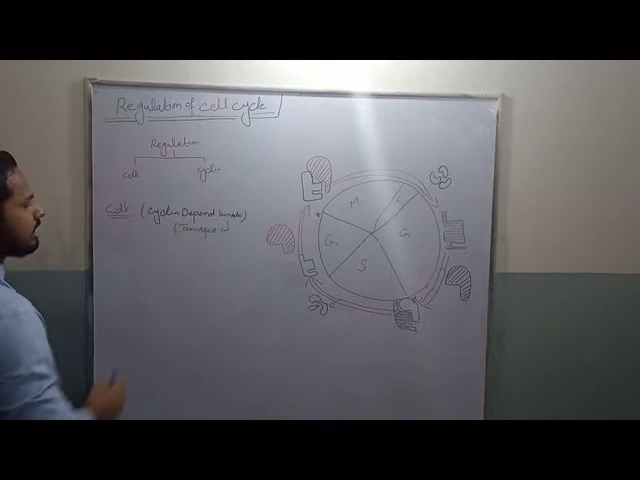 Regulation of cell cycle
Regulation
cdk cyclin
Cdk (Cyclin Depend kinase)
M
C
G₁
S
G₂